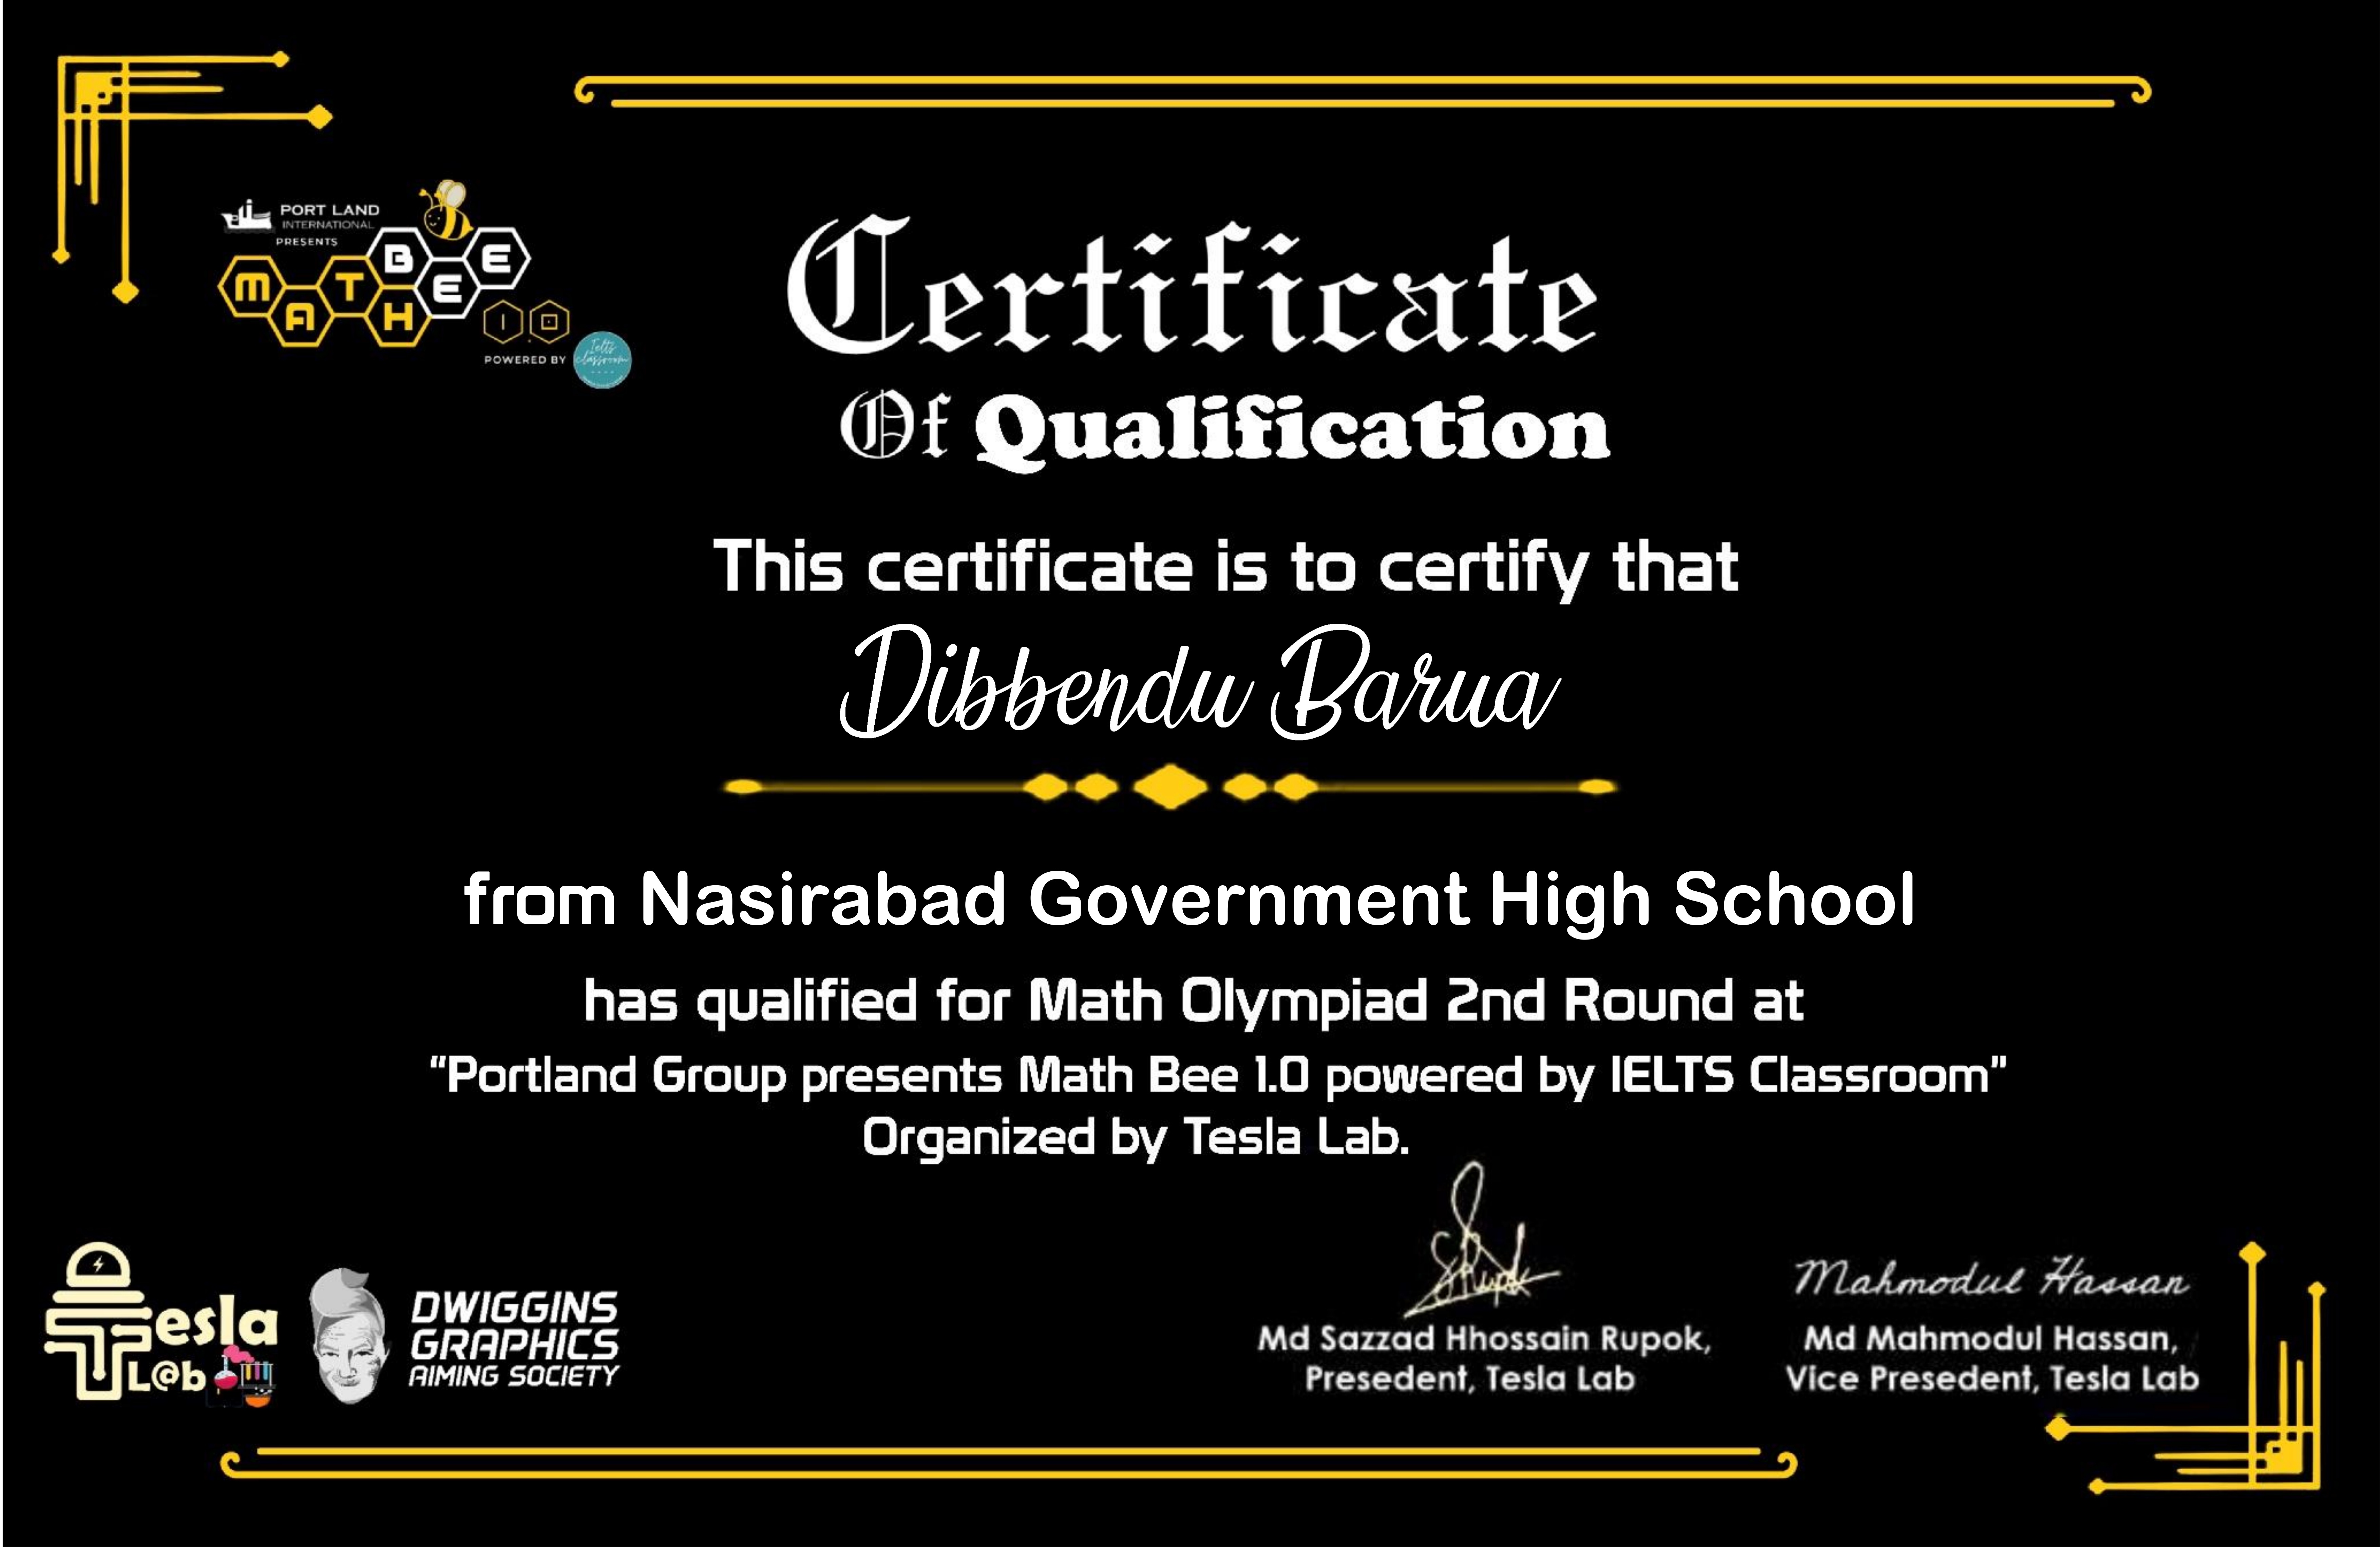 PORT LAND
INTERNATIONAL
PRESENTS
MATH BEE
1.0
POWERED BY
Ielts classroom
Certificate
Of Qualification
This certificate is to certify that
Dibbendu Barua
from Nasirabad Government High School
has qualified for Math Olympiad 2nd Round at
“Portland Group presents Math Bee 1.0 powered by IELTS Classroom”
Organized by Tesla Lab.
Tesla
L@b
DWIGGINS
GRAPHICS
AIMING SOCIETY
Md Sazzad Hhossain Rupok,
Presedent, Tesla Lab
Mahmodul Hassan
Md Mahmodul Hassan,
Vice Presedent, Tesla Lab